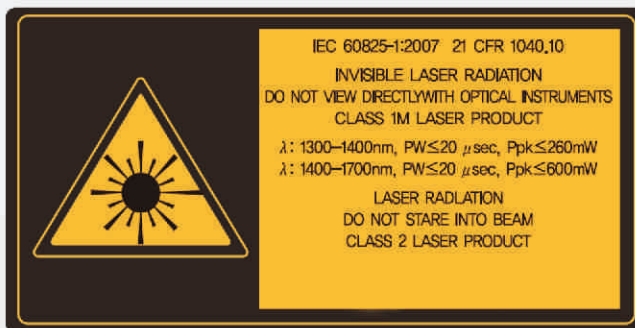 IEC 60825-1:2007 21 CFR 1040.10
INVISIBLE LASER RADIATION
DO NOT VIEW DIRECTLYWITH OPTICAL INSTRUMENTS
CLASS 1M LASER PRODUCT
λ: 1300-1400nm, PW≤20 μsec, Ppk≤260mW
λ: 1400-1700nm, PW≤20 μsec, Ppk≤600mW
LASER RADLATION
DO NOT STARE INTO BEAM
CLASS 2 LASER PRODUCT